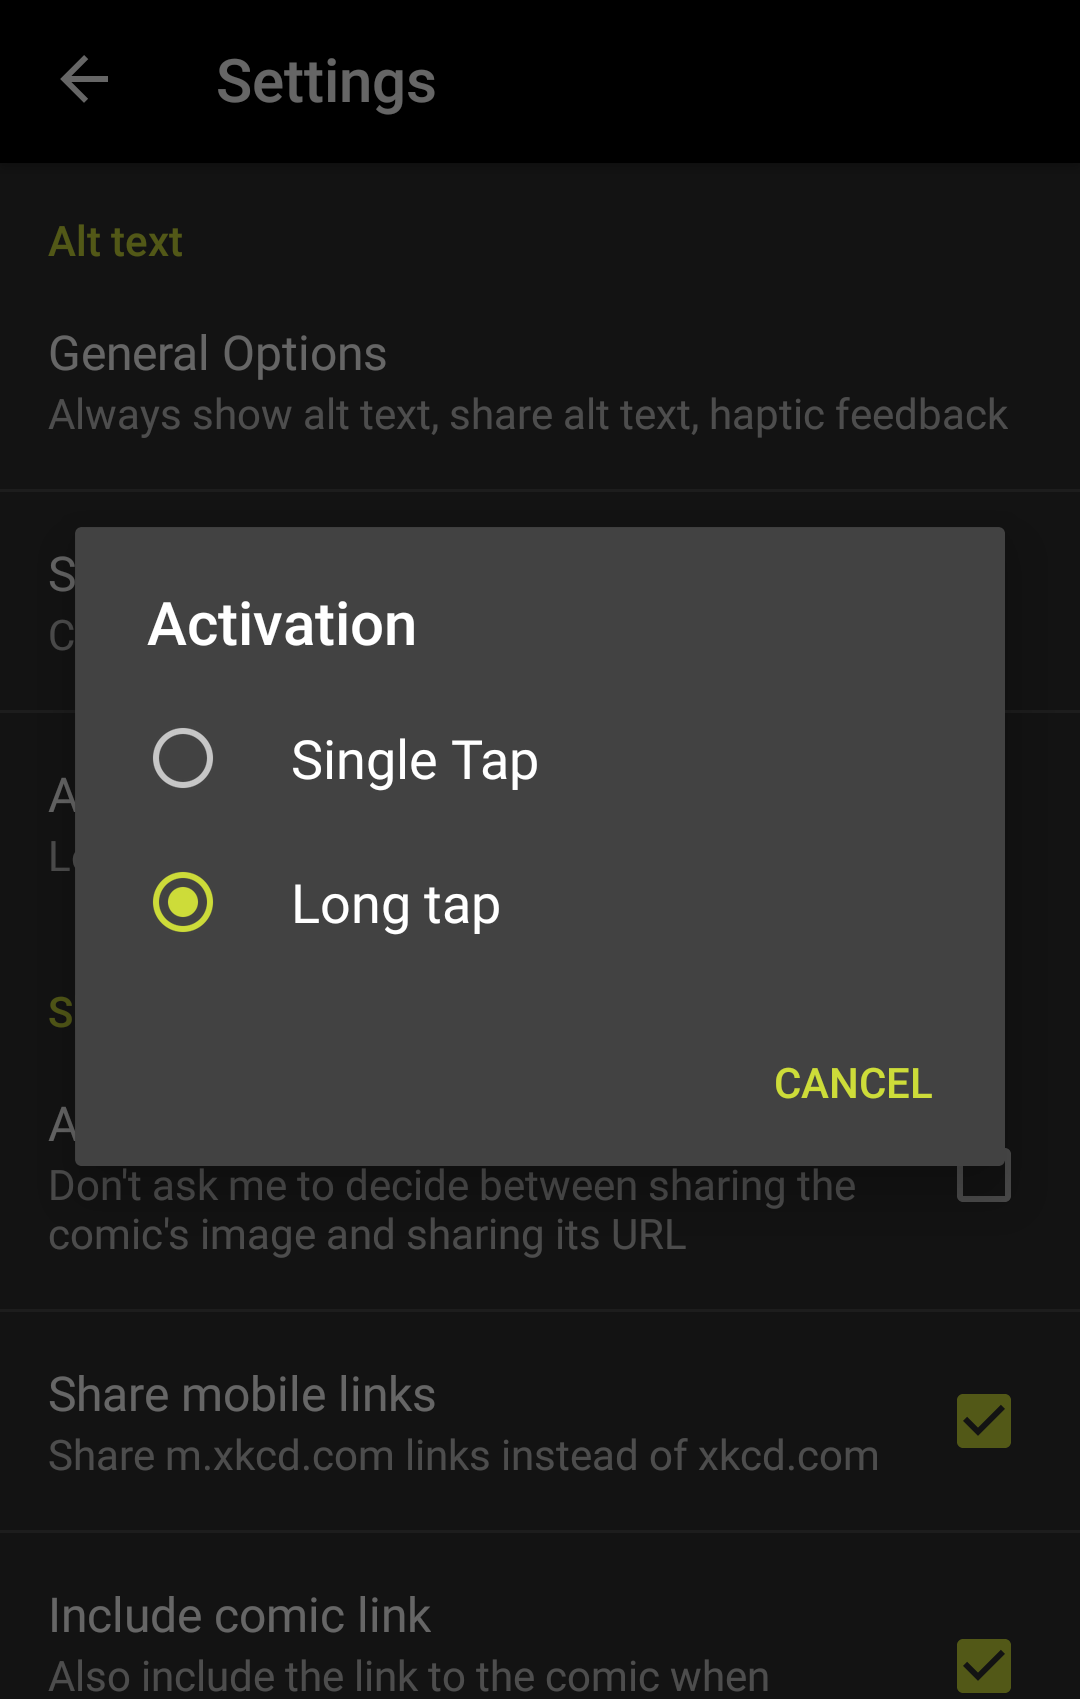 Settings
Alt text
General Options
Always show alt text, share alt text, haptic feedback
Activation
Single Tap
Long tap
CANCEL
Don't ask me to decide between sharing the
comic's image and sharing its URL
Share mobile links
Share m.xkcd.com links instead of xkcd.com
Include comic link
Also include the link to the comic when